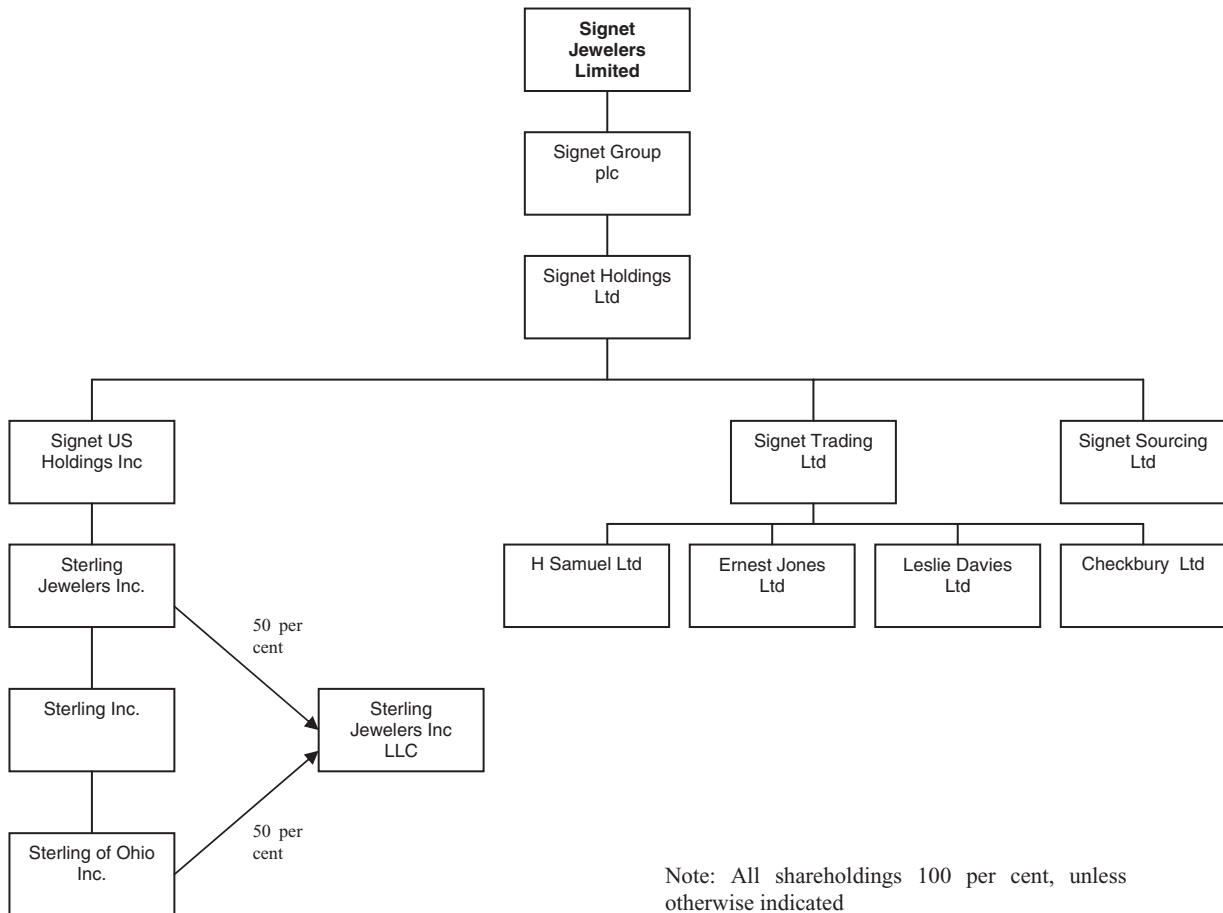 Signet
Jewelers
Limited
Signet Group
plc
Signet Holdings
Ltd
Signet US
Holdings Inc
Signet Trading
Ltd
Signet Sourcing
Ltd
Sterling
Jewelers Inc.
H Samuel Ltd
Ernest Jones
Ltd
Leslie Davies
Ltd
Checkbury Ltd
50 per
cent
Sterling Inc.
Sterling
Jewelers Inc
LLC
50 per
cent
Sterling of Ohio
Inc.
Note: All shareholdings 100 per cent, unless
otherwise indicated